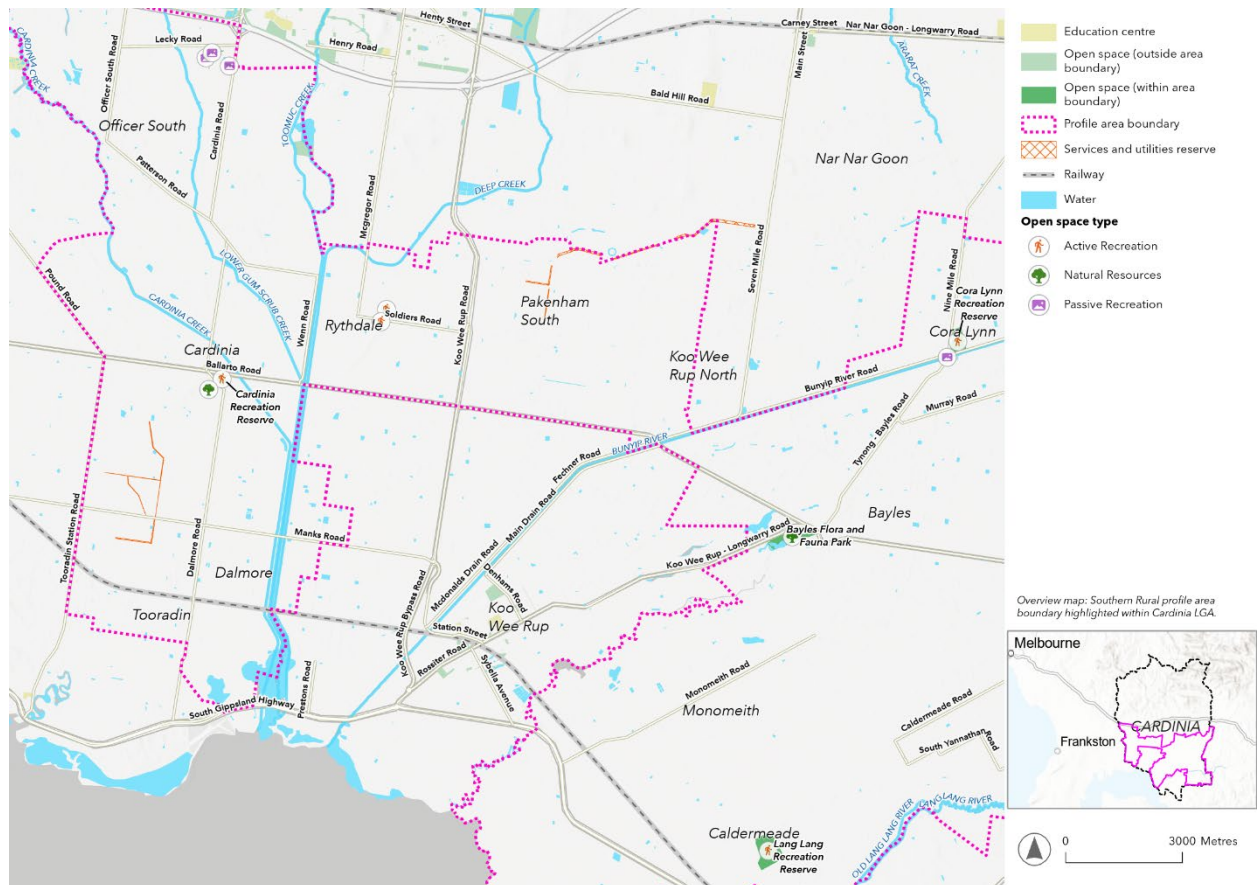 Henty Street
Carney Street
Nar Nar Goon - Longwarry Road
Lecky Road
Henry Road
Main Street
CARDINIA CREEK
Officer South Road
ARARAT CREEK
Bald Hill Road
TOOMUC CREEK
Officer South
Cardinia Road
Nar Nar Goon
Patterson Road
Mcgregor Road
DEEP CREEK
LOWER GUM SCRUB CREEK
Pound Road
Seven Mile Road
Nine Mile Road
CARDINIA CREEK
Wenn Road
Koo Wee Rup Road
Pakenham
South
Cora Lynn
Recreation
Reserve
Rythdale
Soldiers Road
Cora Lynn
Cardinia
Ballarto Road
Koo Wee
Rup North
Bunyip River Road
Cardinia
Recreation
Reserve
Murray Road
Tynong - Bayles Road
BUNYIP RIVER
Fechner Road
Main Drain Road
Bayles
Bayles Flora and
Fauna Park
Tooradin Station Road
Manks Road
Dalmore Road
Koo Wee Rup - Longwarry Road
Mcdonalds Drain Road
Denhams Road
Dalmore
Koo Wee Rup Bypass Road
Tooradin
Koo
Wee Rup
Station Street
Rossiter Road
Sybella Avenue
Prestons Road
South Gippsland Highway
Monomeith Road
Monomeith
Caldermeade Road
South Yannathan
Road
OLD LANG LANG RIVER
LANG LANG RIVER
Caldermeade
Lang Lang
Recreation
Reserve
Education centre
Open space (outside area
boundary)
Open space (within area
boundary)
Profile area boundary
Services and utilities reserve
Railway
Water
Open space type
Active Recreation
Natural Resources
Passive Recreation
Overview map: Southern Rural profile area
boundary highlighted within Cardinia LGA.
Melbourne
CARDINIA
Frankston
0 3000 Metres